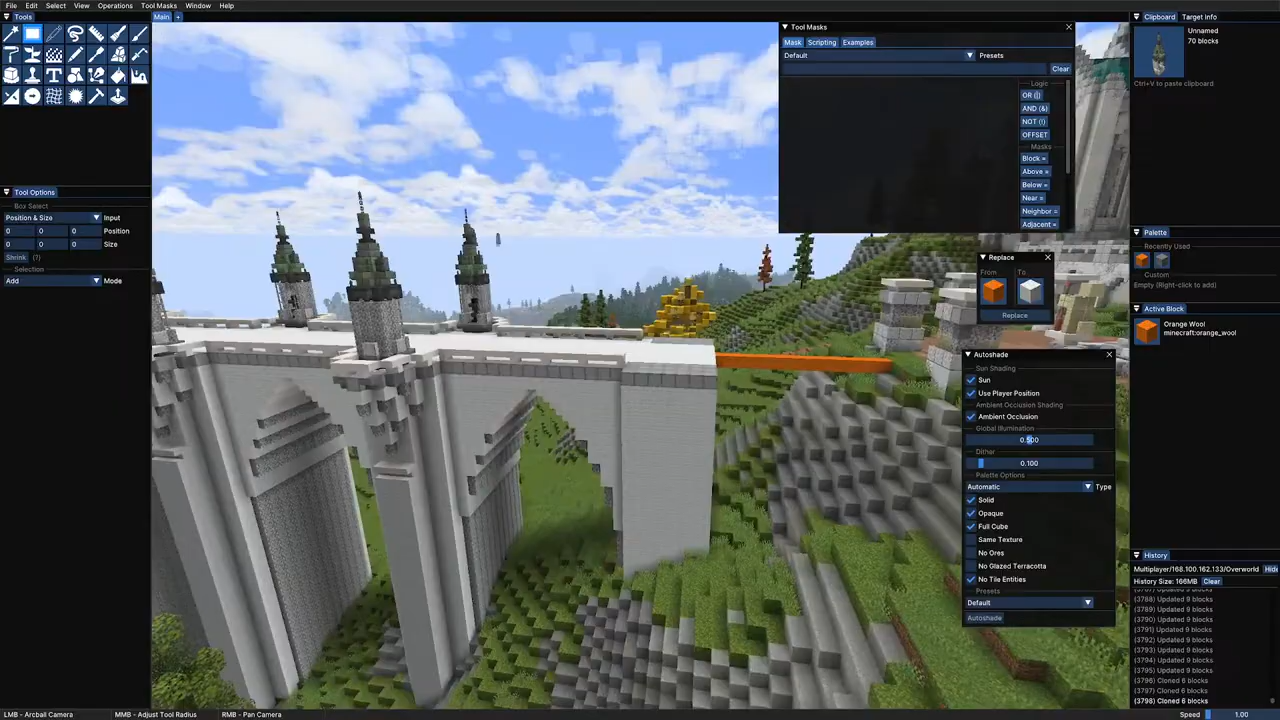 File Edit Select View Operations Tool Masks Window Help
Tools
Main +
Tool Options
Box Select
Position & Size Input
0 0 0 Position
0 0 0 Size
Shrink (?)
Selection
Add Mode
Tool Masks
Mask Scripting Examples
Default Presets
Clear
Logic
OR (|)
AND (&)
NOT (!)
OFFSET
Masks
Block =
Above =
Below =
Near =
Neighbor =
Adjacent =
Replace
From To
Replace
Autoshade
Sun Shading
Sun
Use Player Position
Ambient Occlusion Shading
Ambient Occlusion
Global Illumination
0.500
Dither
0.100
Palette Options
Automatic Type
Solid
Opaque
Full Cube
Same Texture
No Ores
No Glazed Terracotta
No Tile Entities
Presets
Default
Autoshade
Clipboard Target Info
Unnamed
70 blocks
Ctrl+V to paste clipboard
Palette
Recently Used
Custom
Empty (Right-click to add)
Active Block
Orange Wool
minecraft:orange_wool
History
Multiplayer/168.100.162.133/Overworld Hide
History Size: 166MB Clear
(3788) Updated 9 blocks
(3789) Updated 9 blocks
(3790) Updated 9 blocks
(3791) Updated 9 blocks
(3792) Updated 9 blocks
(3793) Updated 9 blocks
(3794) Updated 9 blocks
(3795) Updated 9 blocks
(3796) Cloned 6 blocks
(3797) Cloned 6 blocks
(3798) Cloned 6 blocks
LMB - Arcball Camera MMB - Adjust Tool Radius RMB - Pan Camera
Speed 1.00